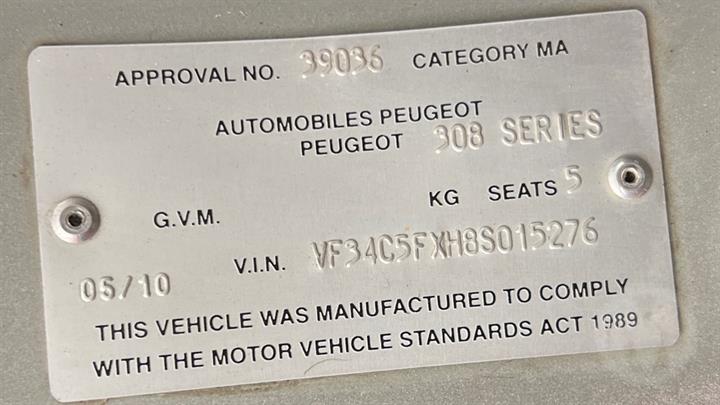 APPROVAL NO. 39036 CATEGORY MA
AUTOMOBILES PEUGEOT
PEUGEOT 308 SERIES
G.V.M. KG SEATS 5
05/10 V.I.N. VF34C5FXH8S015276
THIS VEHICLE WAS MANUFACTURED TO COMPLY
WITH THE MOTOR VEHICLE STANDARDS ACT 1989